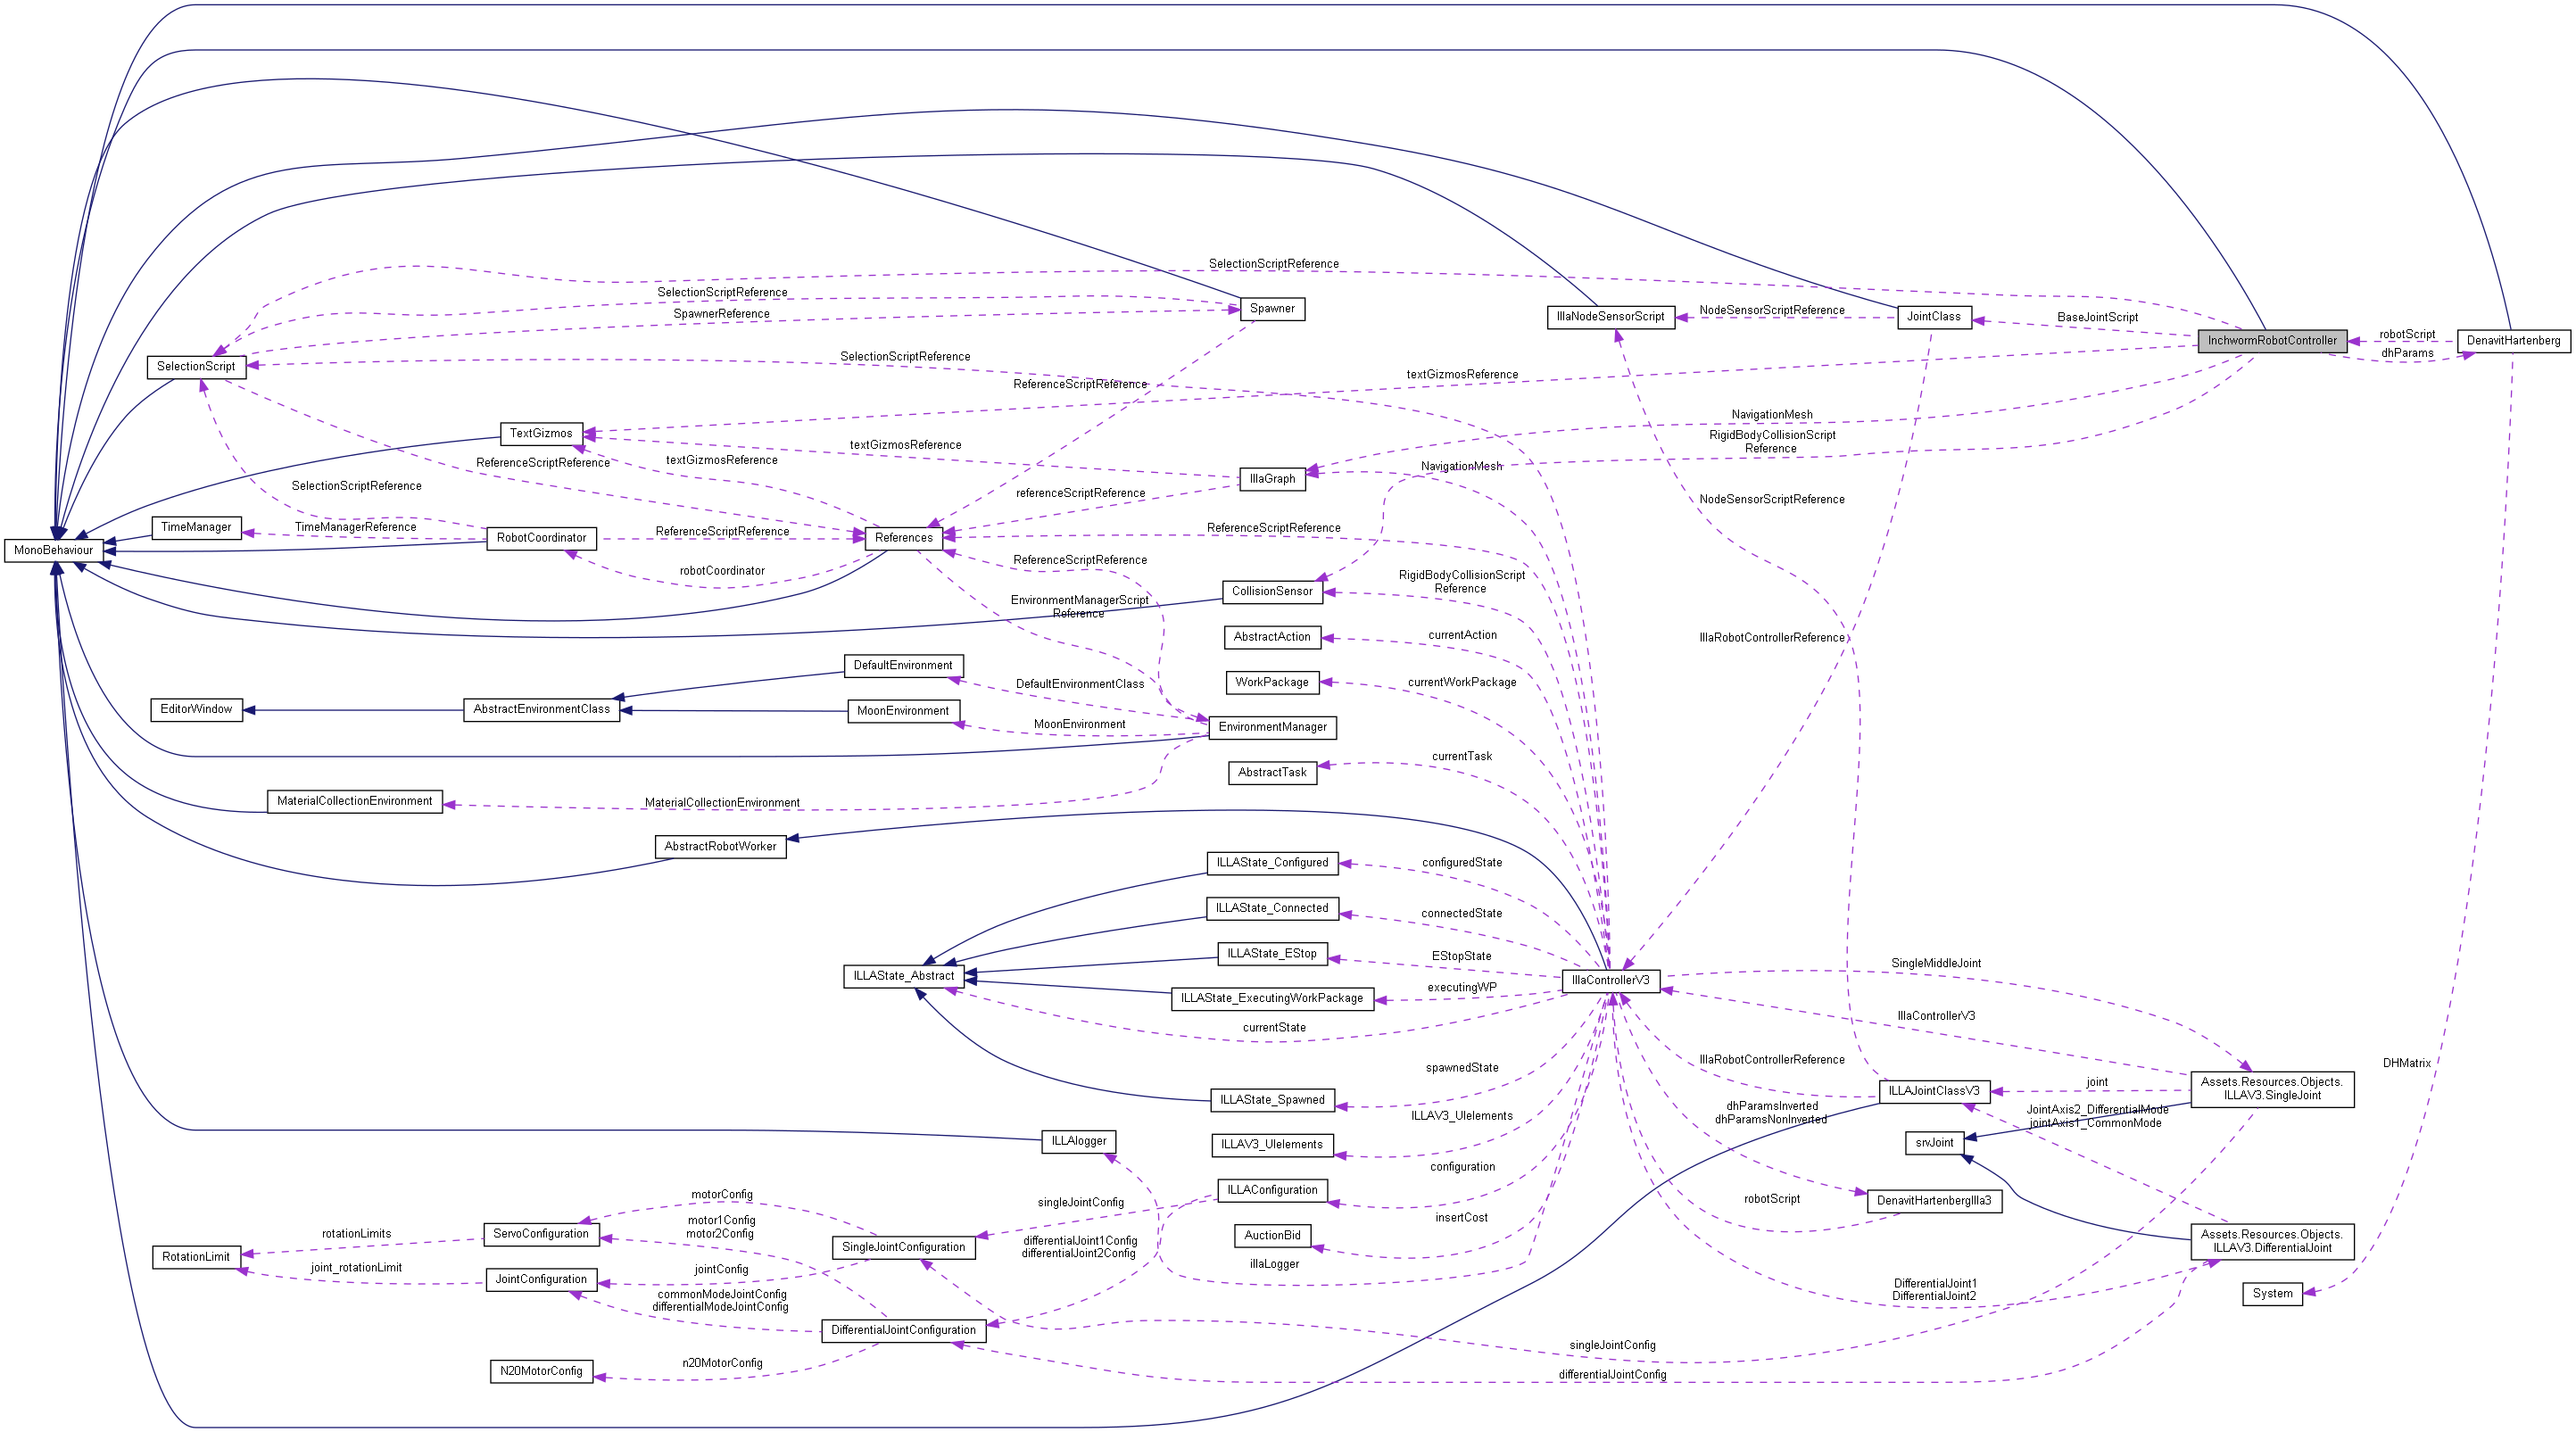 SelectionScriptReference
SelectionScriptReference
SpawnerReference
Spawner
IllaNodeSensorScript
NodeSensorScriptReference
JointClass
BaseJointScript
InchwormRobotController
robotScript
dhParams
DenavitHartenberg
SelectionScript
SelectionScriptReference
ReferenceScriptReference
textGizmosReference
NavigationMesh
TextGizmos
textGizmosReference
RigidBodyCollisionScript
Reference
ReferenceScriptReference
textGizmosReference
NavigationMesh
IllaGraph
SelectionScriptReference
referenceScriptReference
NodeSensorScriptReference
TimeManager
TimeManagerReference
RobotCoordinator
ReferenceScriptReference
References
ReferenceScriptReference
MonoBehaviour
robotCoordinator
ReferenceScriptReference
RigidBodyCollisionScript
Reference
CollisionSensor
EnvironmentManagerScript
Reference
AbstractAction
currentAction
IllaRobotControllerReference
DefaultEnvironment
DefaultEnvironmentClass
WorkPackage
currentWorkPackage
EditorWindow
AbstractEnvironmentClass
MoonEnvironment
MoonEnvironment
EnvironmentManager
currentTask
AbstractTask
MaterialCollectionEnvironment
MaterialCollectionEnvironment
AbstractRobotWorker
ILLAState_Configured
configuredState
ILLAState_Connected
connectedState
ILLAState_EStop
EStopState
SingleMiddleJoint
ILLAState_Abstract
IllaControllerV3
ILLAState_ExecutingWorkPackage
executingWP
currentState
IllaControllerV3
spawnedState
IllaRobotControllerReference
DHMatrix
ILLAState_Spawned
ILLAJointClassV3
joint
Assets.Resources.Objects.
ILLAV3.SingleJoint
dhParamsInverted
dhParamsNonInverted
JointAxis2_DifferentialMode
jointAxis1_CommonMode
ILLAlogger
ILLAV3_UIelements
ILLAV3_UIelements
srvJoint
configuration
ILLAConfiguration
motorConfig
singleJointConfig
DenavitHartenbergIlla3
robotScript
motor1Config
motor2Config
insertCost
AuctionBid
ServoConfiguration
rotationLimits
RotationLimit
SingleJointConfiguration
differentialJoint1Config
differentialJoint2Config
Assets.Resources.Objects.
ILLAV3.DifferentialJoint
illaLogger
joint_rotationLimit
JointConfiguration
jointConfig
DifferentialJoint1
DifferentialJoint2
System
commonModeJointConfig
differentialModeJointConfig
DifferentialJointConfiguration
singleJointConfig
N20MotorConfig
n20MotorConfig
differentialJointConfig